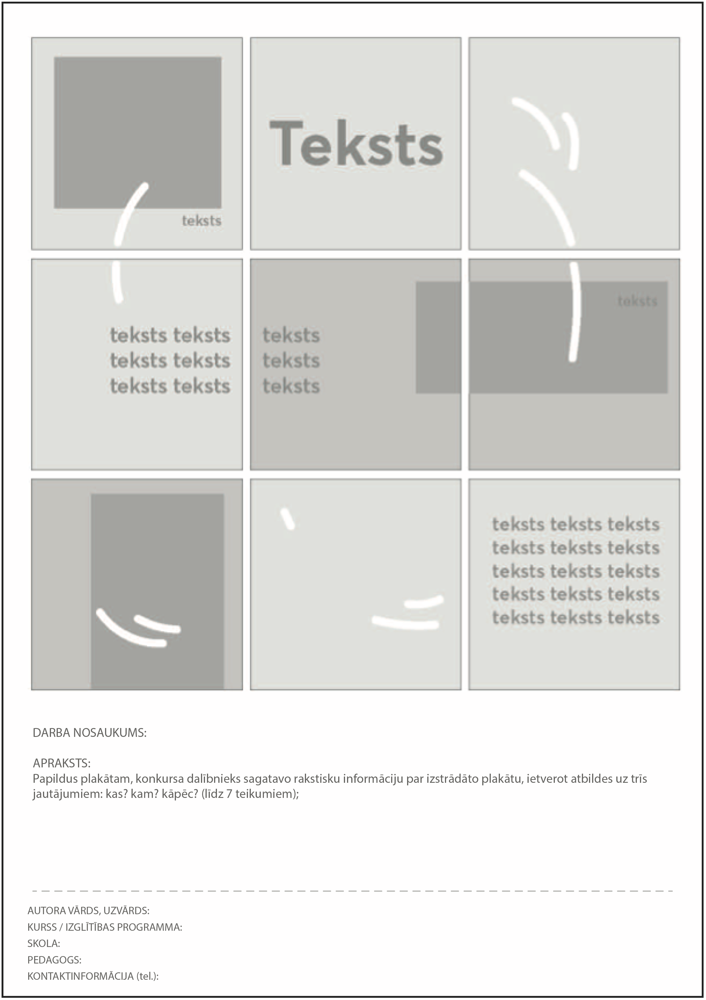 teksts
Teksts
teksts teksts
teksts teksts
teksts teksts
teksts
teksts
teksts
teksts
teksts teksts teksts
teksts teksts teksts
teksts teksts teksts
teksts teksts teksts
teksts teksts teksts
DARBA NOSAUKUMS:
APRAKSTS:
Papildus plakātam, konkursa dalībnieks sagatavo rakstisku informāciju par izstrādāto plakātu, ietverot atbildes uz trīs
jautājumiem: kas? kam? kāpēc? (līdz 7 teikumiem);
AUTORA VĀRDS, UZVĀRDS:
KURSS / IZGLĪTĪBAS PROGRAMMA:
SKOLA:
PEDAGOGS:
KONTAKTINFORMĀCIJA (tel.):